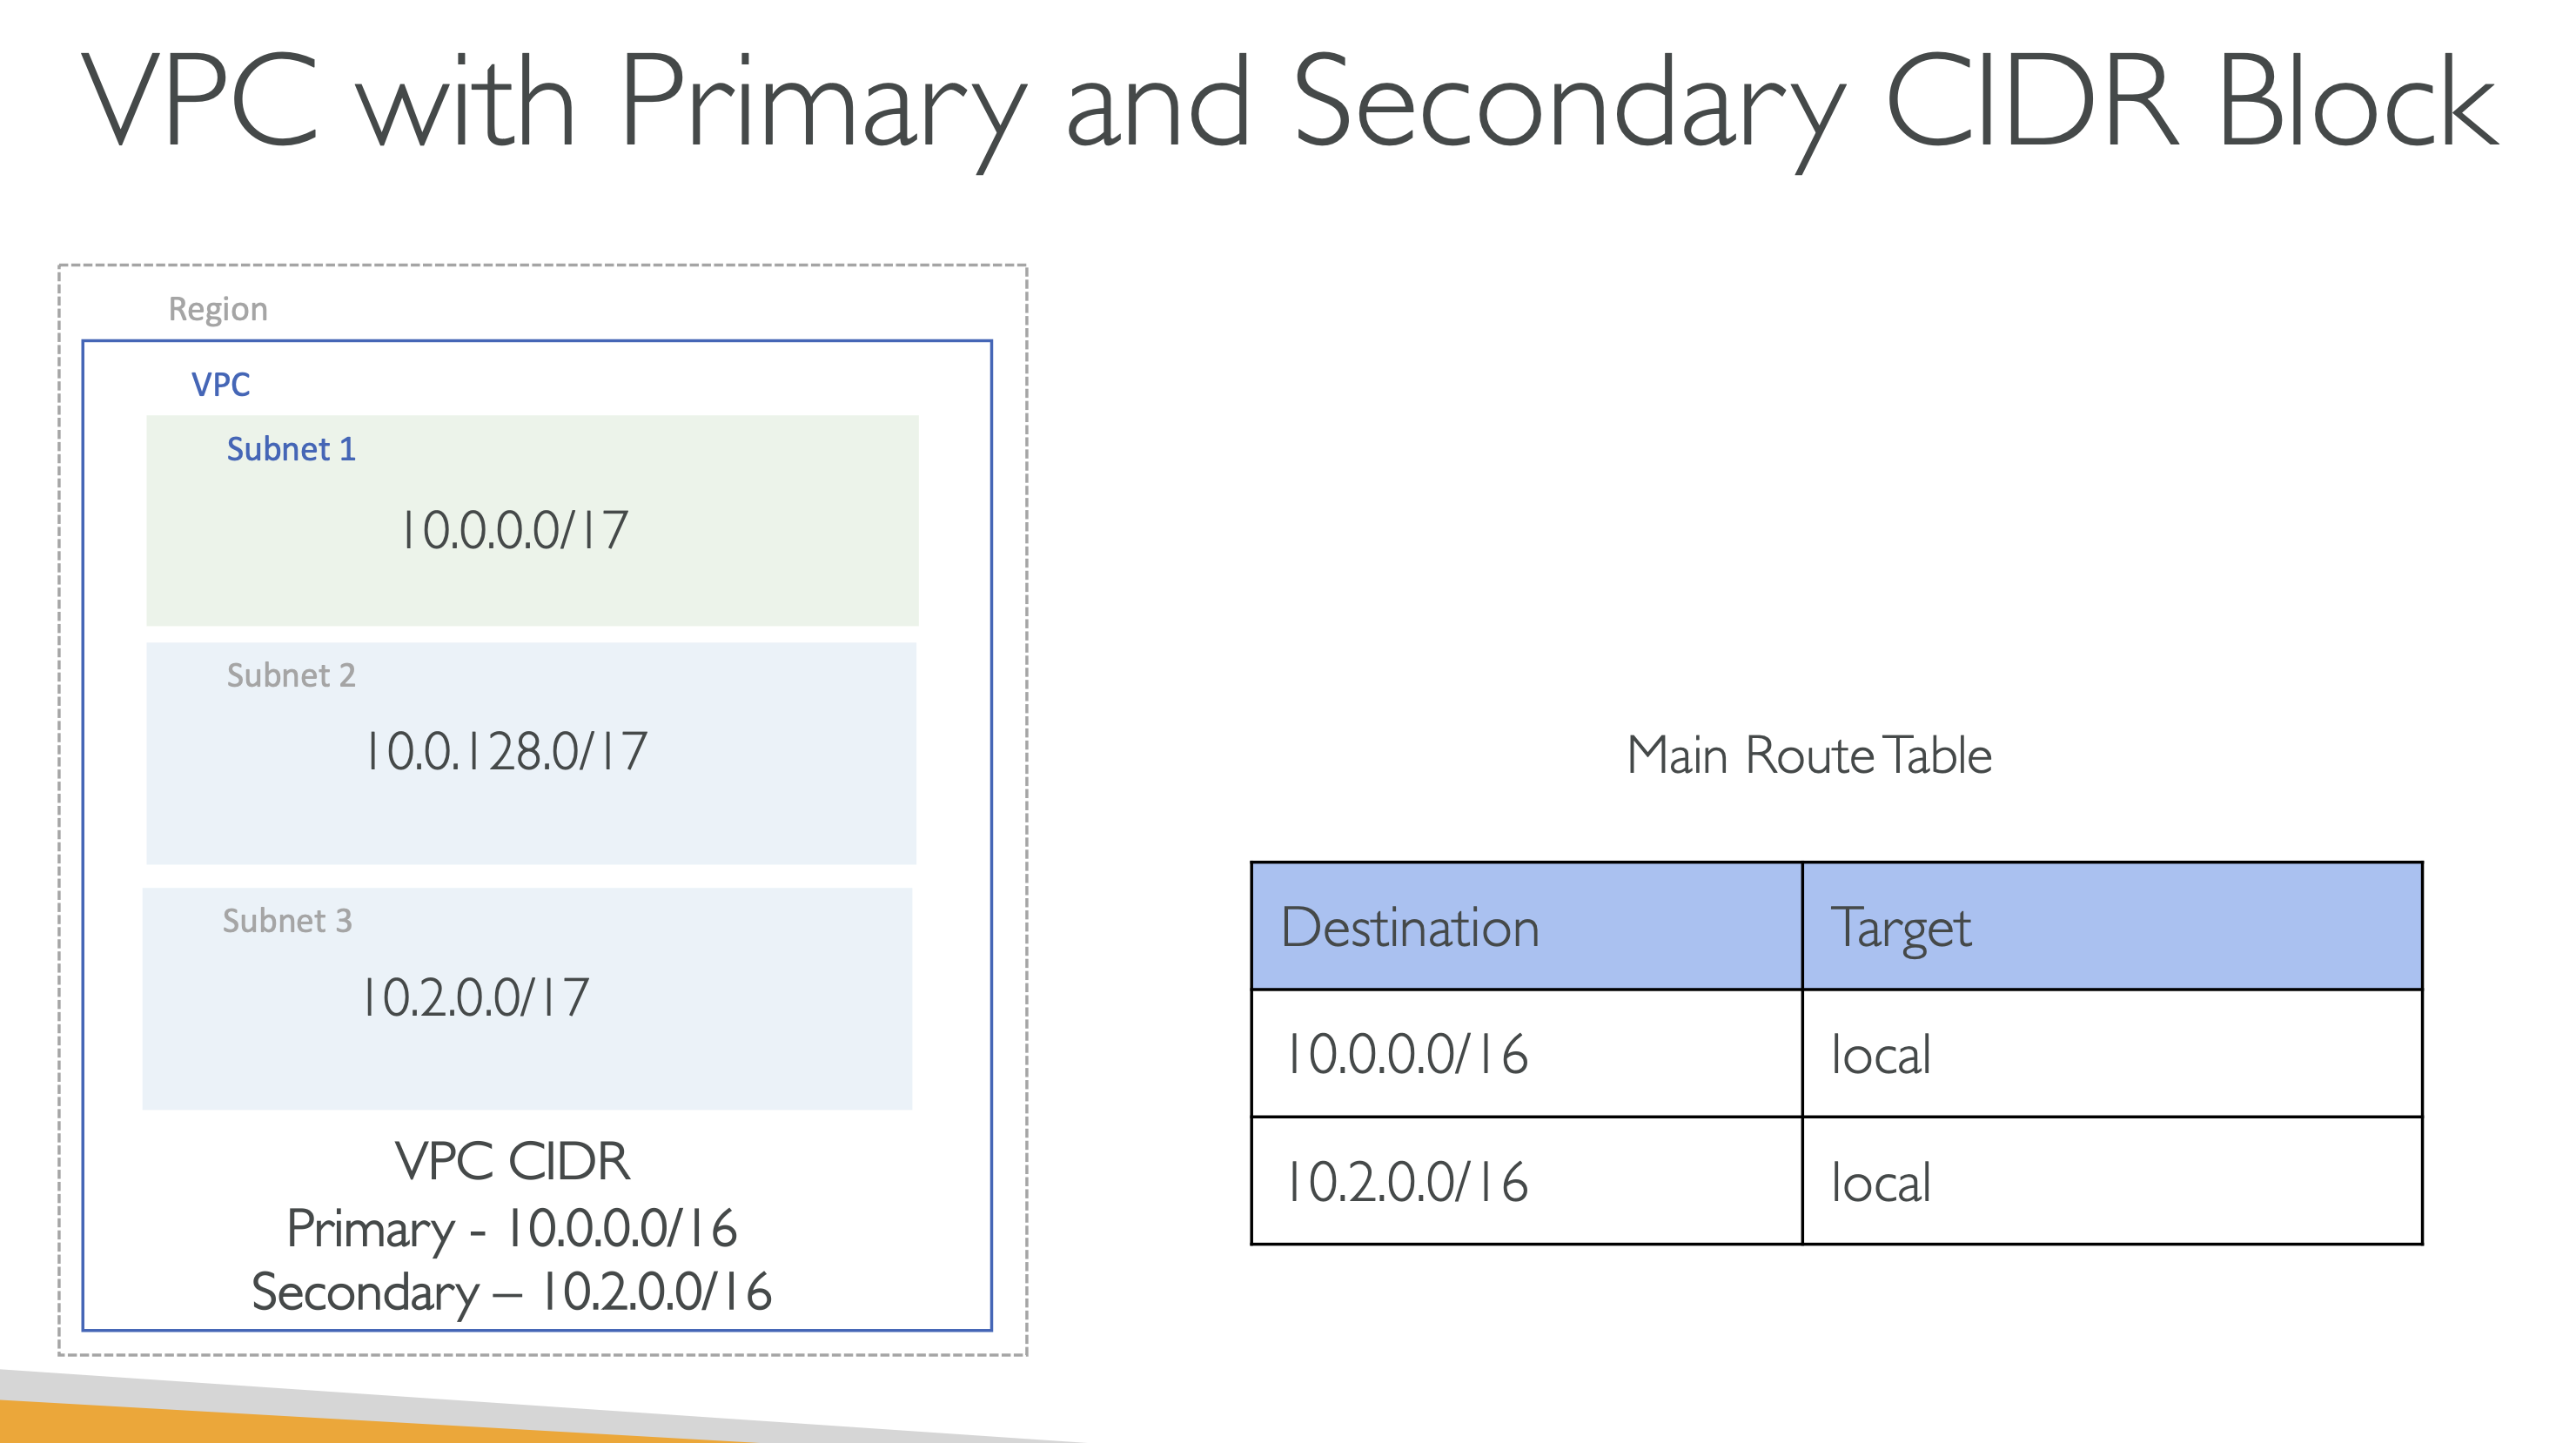 VPC with Primary and Secondary CIDR Block
Region
VPC
Subnet 1
10.0.0.0/17
Subnet 2
10.0.128.0/17
Subnet 3
10.2.0.0/17
VPC CIDR
Primary - 10.0.0.0/16
Secondary – 10.2.0.0/16
Main Route Table
Destination Target
10.0.0.0/16 local
10.2.0.0/16 local